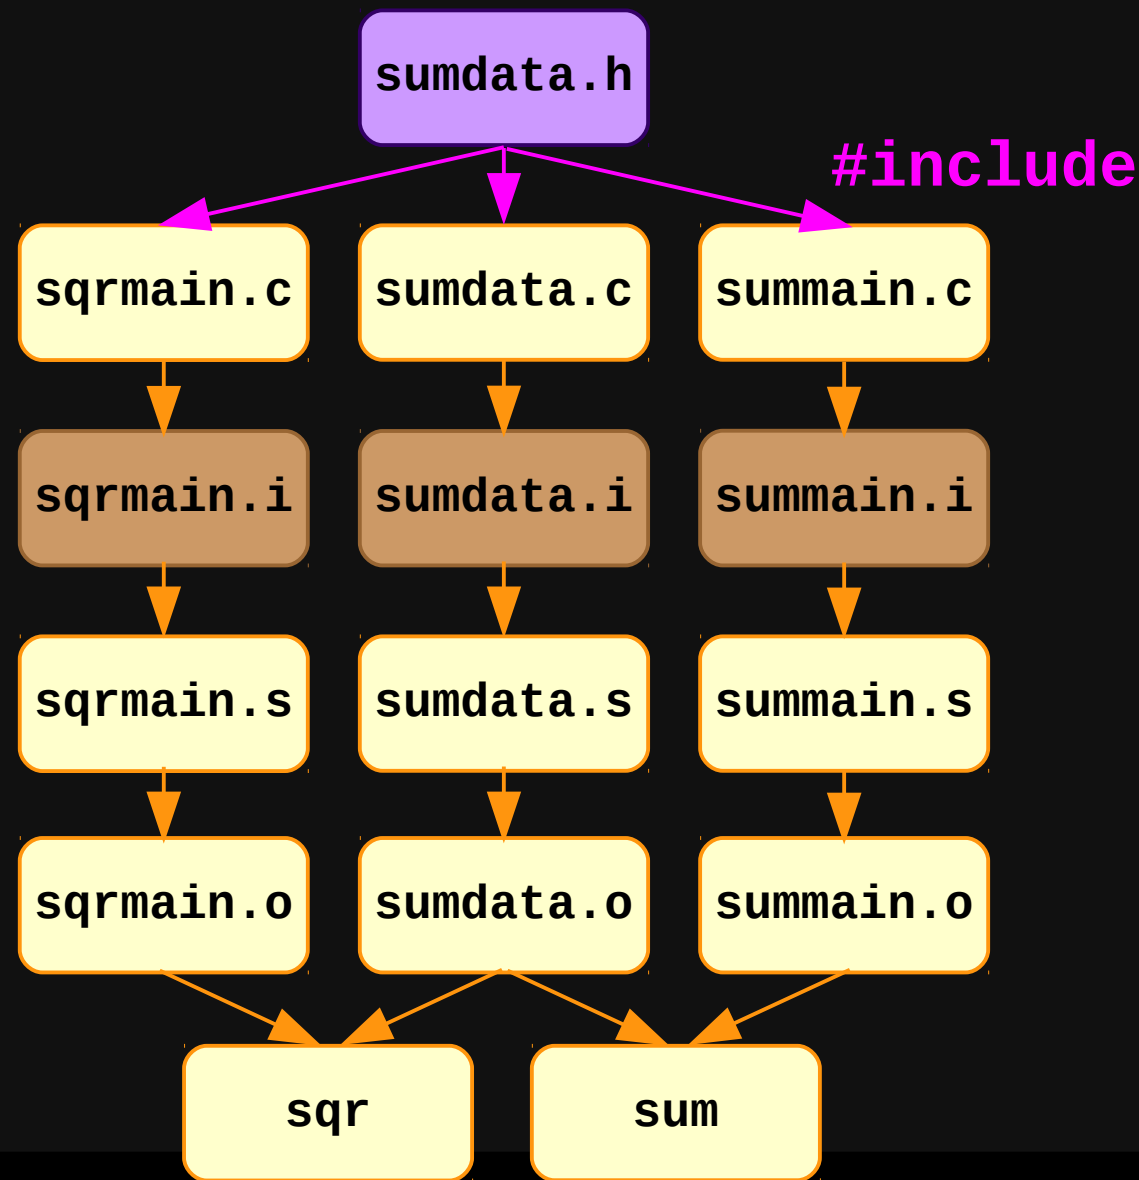 sumdata.h
#include
sqrmain.c
sumdata.c
summain.c
sqrmain.i
sumdata.i
summain.i
sqrmain.s
sumdata.s
summain.s
sqrmain.o
sumdata.o
summain.o
sqr
sum